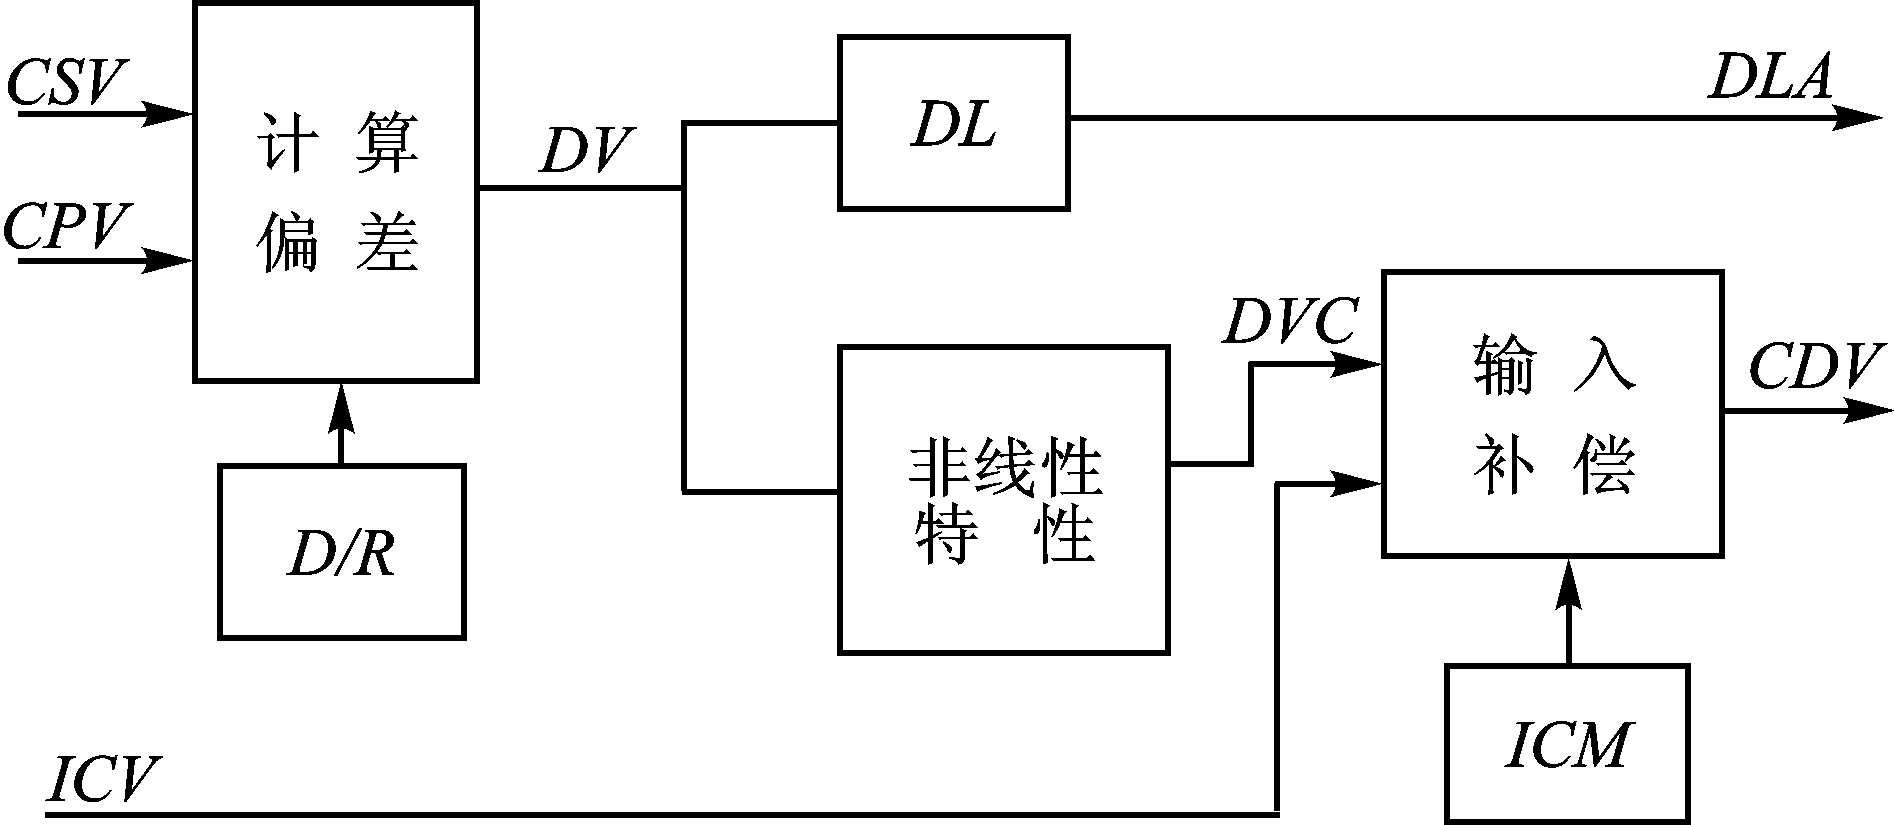 CSV
CPV
计算
偏差
D/R
DV
DL
DLA
非线性
特性
DVC
输入
补偿
CDV
ICM
ICV